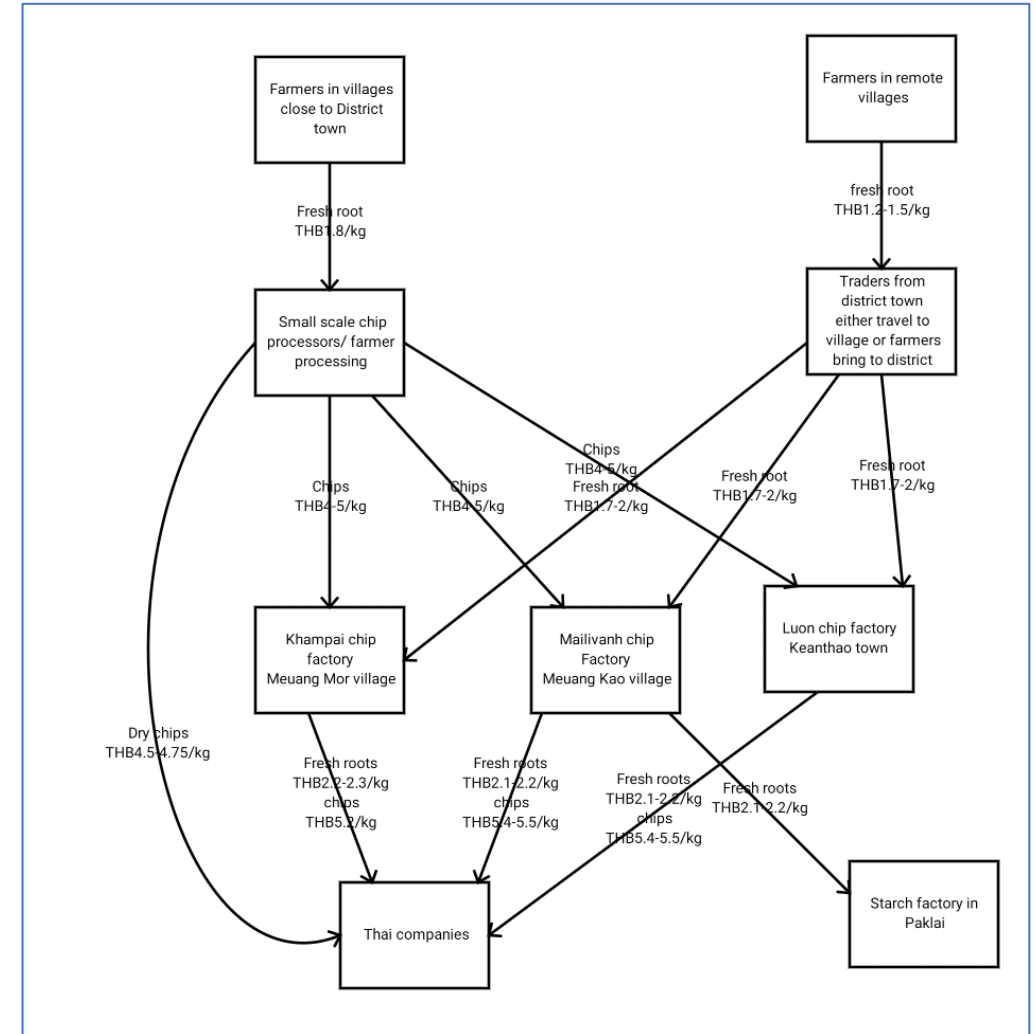 Farmers in villages
close to District
town
Farmers in remote
villages
Fresh root
THB1.8/kg
fresh root
THB1.2-1.5/kg
Small scale chip
processors/ farmer
processing
Traders from
district town
either travel to
village or farmers
bring to district
Chips
THB4-5/kg
Chips
THB4-5/kg
Chips
THB4-5/kg
Fresh root
THB1.7-2/kg
Fresh root
THB1.7-2/kg
Fresh root
THB1.7-2/kg
Khampai chip
factory
Meuang Mor village
Mailivanh chip
Factory
Meuang Kao village
Luon chip factory
Keanthao town
Dry chips
THB4.5-4.75/kg
Fresh roots
THB2.2-2.3/kg
chips
THB5.2/kg
Fresh roots
THB2.1-2.2/kg
chips
THB5.4-5.5/kg
Fresh roots
THB2.1-2.2/kg
chips
THB5.4-5.5/kg
Fresh roots
THB2.1-2.2/kg
Thai companies
Starch factory in
Paklai